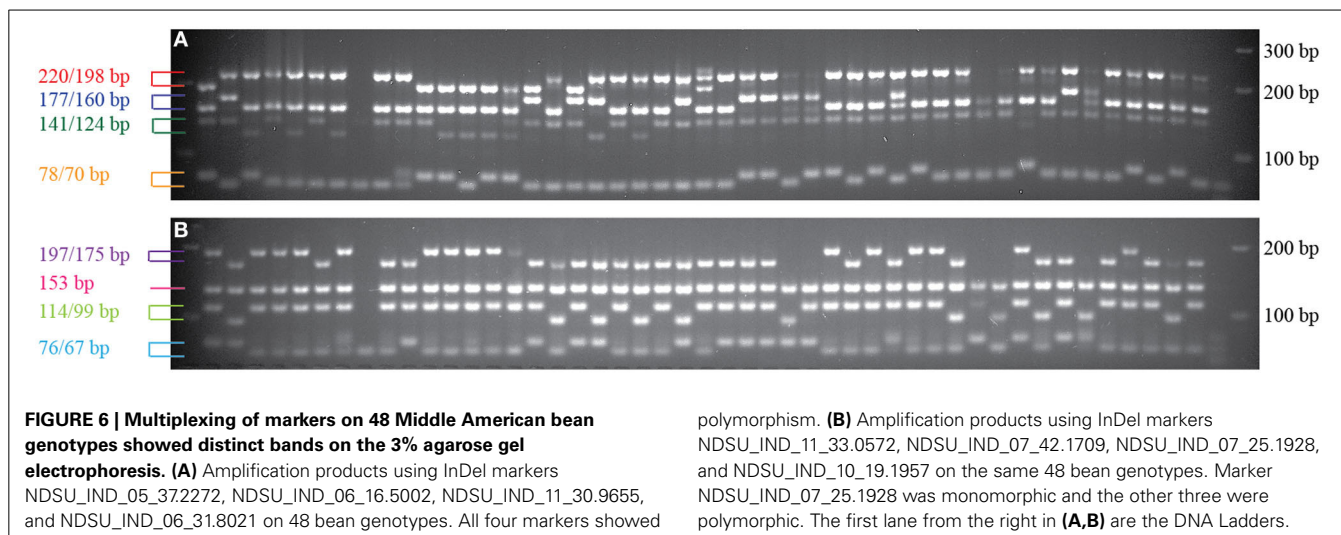 A
220/198 bp
177/160 bp
141/124 bp
78/70 bp
300 bp
200 bp
100 bp
B
197/175 bp
153 bp
114/99 bp
76/67 bp
200 bp
100 bp
FIGURE 6 | Multiplexing of markers on 48 Middle American bean
genotypes showed distinct bands on the 3% agarose gel
electrophoresis. (A) Amplification products using InDel markers
NDSU_IND_05_37.2272, NDSU_IND_06_16.5002, NDSU_IND_11_30.9655,
and NDSU_IND_06_31.8021 on 48 bean genotypes. All four markers showed
polymorphism. (B) Amplification products using InDel markers
NDSU_IND_11_33.0572, NDSU_IND_07_42.1709, NDSU_IND_07_25.1928,
and NDSU_IND_10_19.1957 on the same 48 bean genotypes. Marker
NDSU_IND_07_25.1928 was monomorphic and the other three were
polymorphic. The first lane from the right in (A,B) are the DNA Ladders.